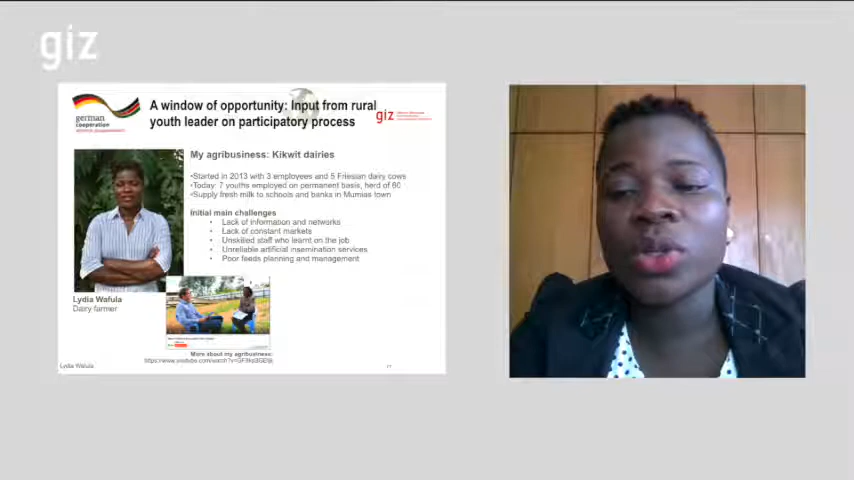 giz
A window of opportunity: Input from rural
youth leader on participatory process
german
cooperation
giz
My agribusiness: Kikwit dairies
•Started in 2013 with 3 employees and 5 Friesian dairy cows
•Today: 7 youths employed on permanent basis, herd of 60
•Supply fresh milk to schools and banks in Mumias town
Initial main challenges
• Lack of information and networks
• Lack of constant markets
• Unskilled staff who learnt on the job
• Unreliable artificial insemination services
• Poor feeds planning and management
Lydia Wafula
Dairy farmer
More about my agribusiness:
Lydia Wafula